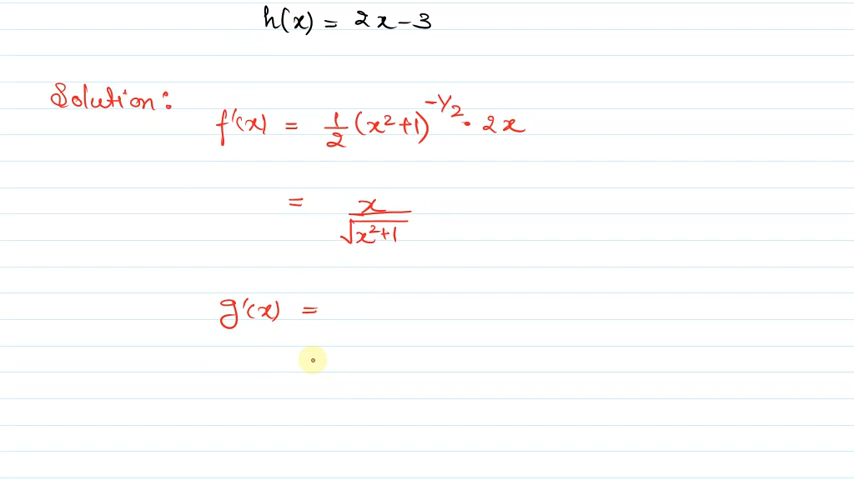 h(x) = 2x-3
Solution:
f'(x) = 1/2 (x²+1)^(-1/2) · 2x
= x/√(x²+1)
g'(x) =